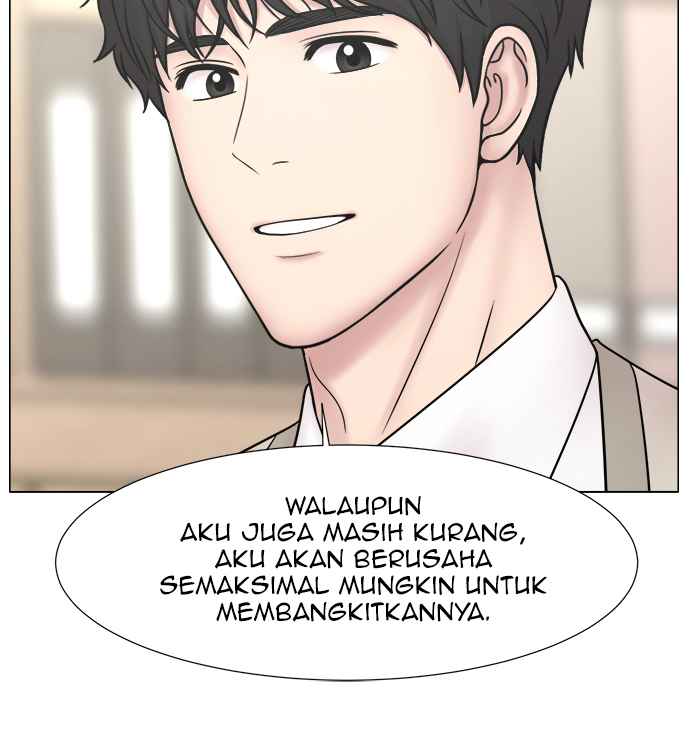 WALAUPUN
AKU JUGA MASIH KURANG,
AKU AKAN BERUSAHA
SEMAKSIMAL MUNGKIN UNTUK
MEMBANGKITKANNYA.